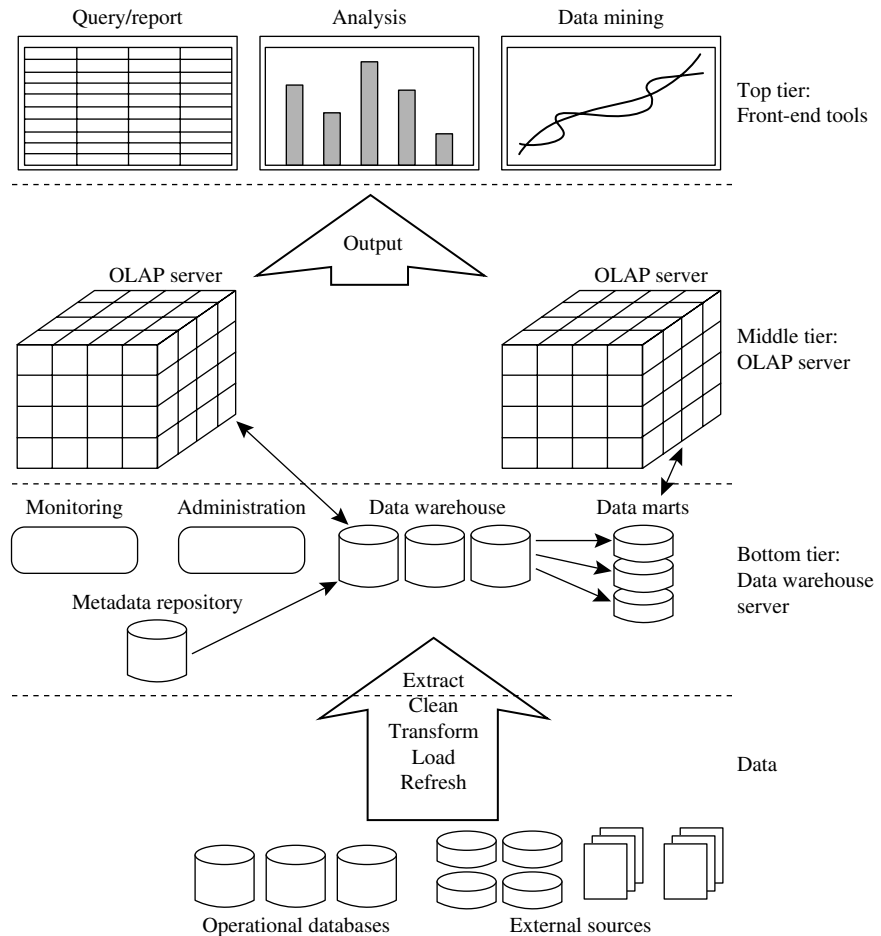 Query/report
Analysis
Data mining
Top tier:
Front-end tools
Output
OLAP server
OLAP server
Middle tier:
OLAP server
Monitoring
Administration
Data warehouse
Data marts
Bottom tier:
Data warehouse
server
Metadata repository
Extract
Clean
Transform
Load
Refresh
Data
Operational databases
External sources